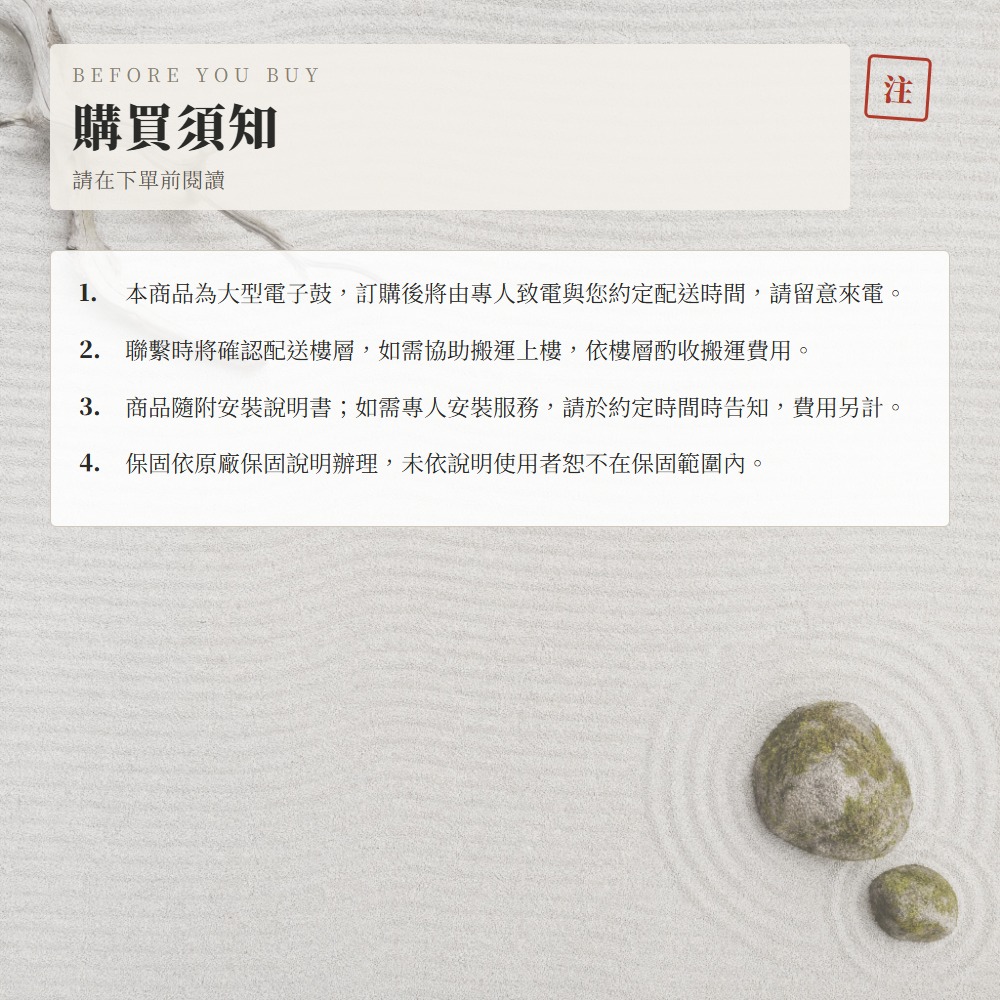 BEFORE YOU BUY
購買須知
請在下單前閱讀
注
1. 本商品為大型電子鼓，訂購後將由專人致電與您約定配送時間，請留意來電。
2. 聯繫時將確認配送樓層，如需協助搬運上樓，依樓層酌收搬運費用。
3. 商品隨附安裝說明書；如需專人安裝服務，請於約定時間時告知，費用另計。
4. 保固依原廠保固說明辦理，未依說明使用者恕不在保固範圍內。